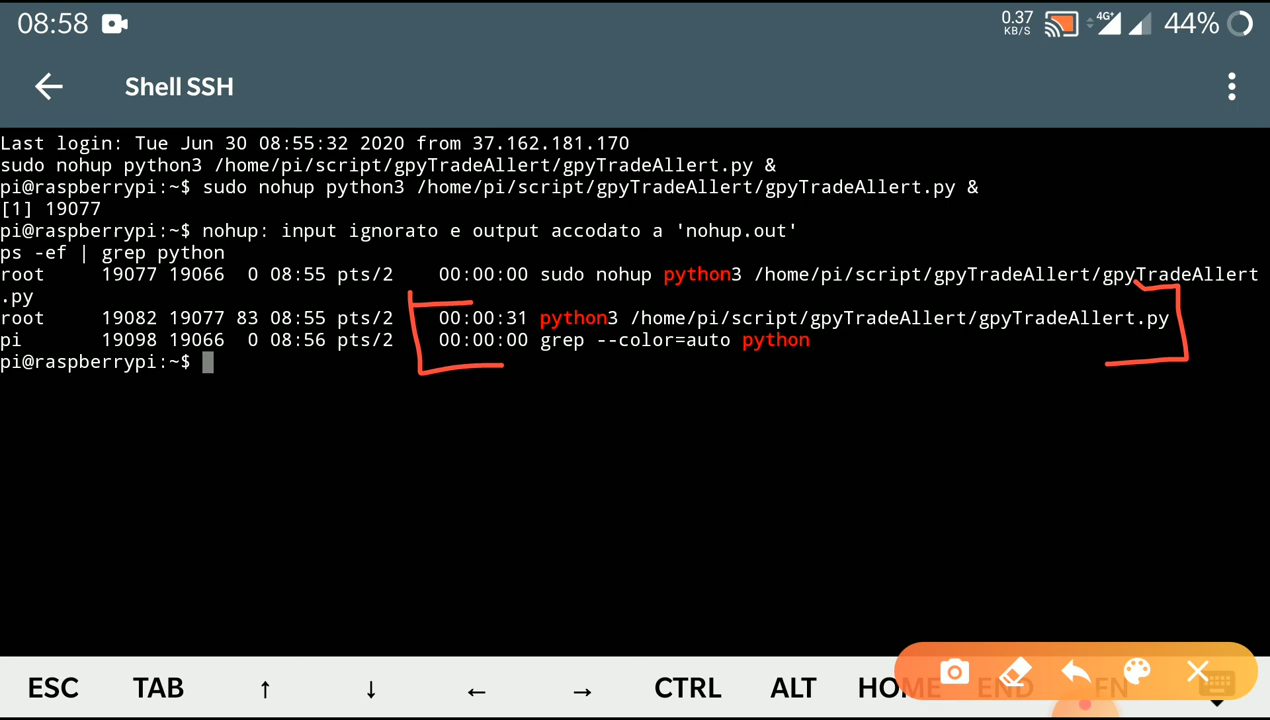 08:58
0.37
KB/S
4G+
44%
Shell SSH
Last login: Tue Jun 30 08:55:32 2020 from 37.162.181.170
sudo nohup python3 /home/pi/script/gpyTradeAllert/gpyTradeAllert.py &
pi@raspberrypi:~$ sudo nohup python3 /home/pi/script/gpyTradeAllert/gpyTradeAllert.py &
[1] 19077
pi@raspberrypi:~$ nohup: input ignorato e output accodato a 'nohup.out'
ps -ef | grep python
root     19077 19066  0 08:55 pts/2    00:00:00 sudo nohup python3 /home/pi/script/gpyTradeAllert/gpyTradeAllert
.py
root     19082 19077 83 08:55 pts/2    00:00:31 python3 /home/pi/script/gpyTradeAllert/gpyTradeAllert.py
pi       19098 19066  0 08:56 pts/2    00:00:00 grep --color=auto python
pi@raspberrypi:~$
ESC TAB ↑ ↓ ← → CTRL ALT HOME END FN